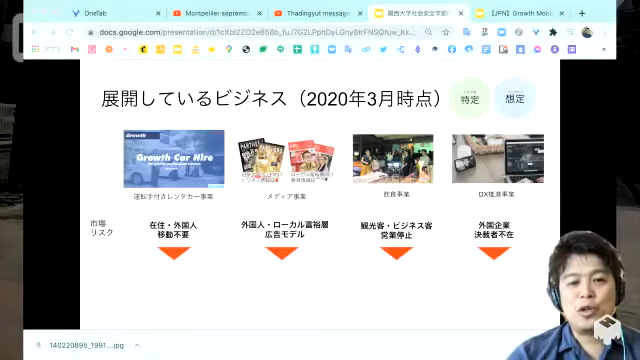 OneTab
Montpellier septemb
Thadingyut message
関西大学社会安全学部
【JPN】Growth Mobi
docs.google.com/presentation/d/1cXbI2ZO2e856b_fuJ7G2LPphDyLGny8trFNSQfuw_Ks...
展開しているビジネス（2020年3月時点）
特定
想定
Growth
Growth Car Hire
運転手付きレンタカー事業
メディア事業
飲食事業
DX推進事業
市場
リスク
在住・外国人
移動不要
外国人・ローカル富裕層
広告モデル
観光客・ビジネス客
営業停止
外国企業
決裁者不在
140220895_1991....jpg